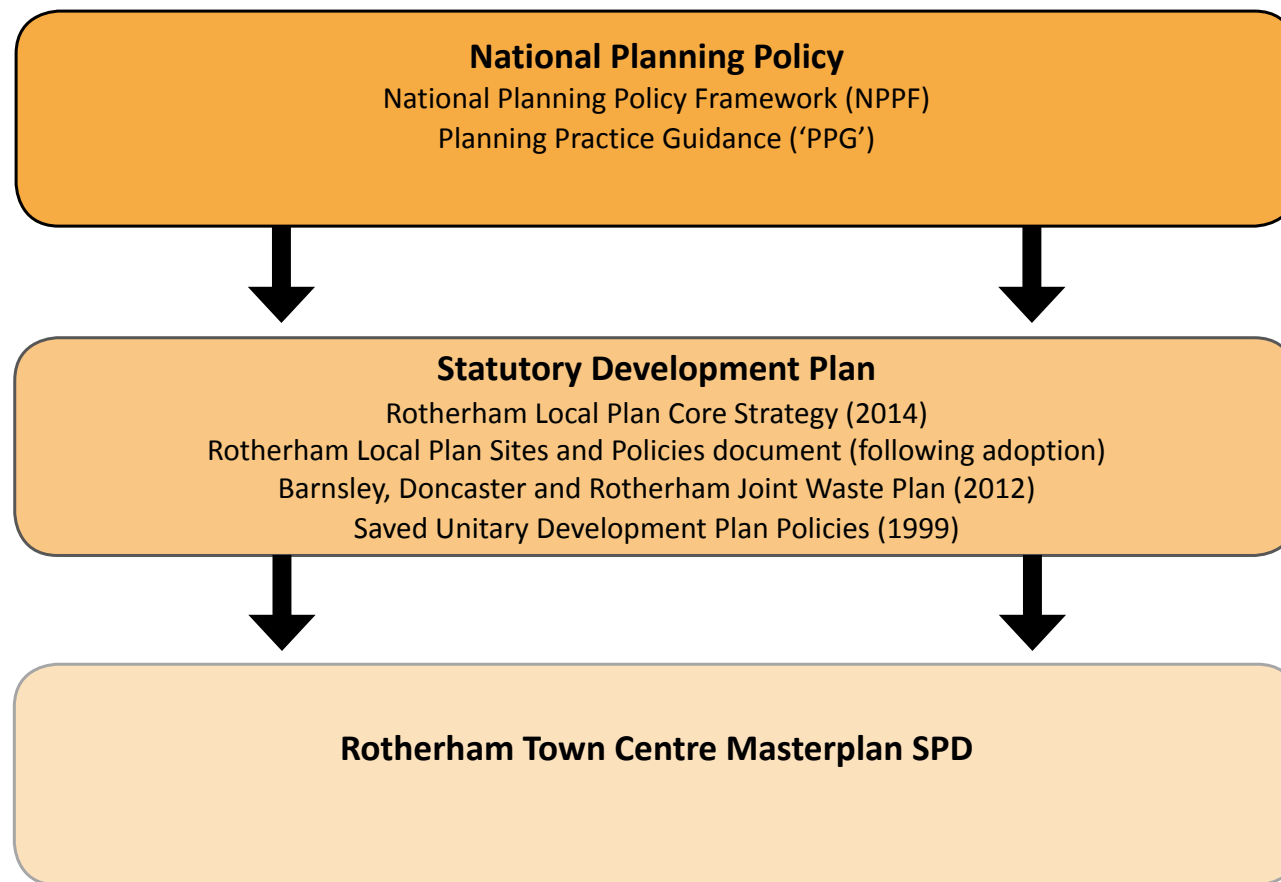 National Planning Policy
National Planning Policy Framework (NPPF)
Planning Practice Guidance (‘PPG’)
Statutory Development Plan
Rotherham Local Plan Core Strategy (2014)
Rotherham Local Plan Sites and Policies document (following adoption)
Barnsley, Doncaster and Rotherham Joint Waste Plan (2012)
Saved Unitary Development Plan Policies (1999)
Rotherham Town Centre Masterplan SPD